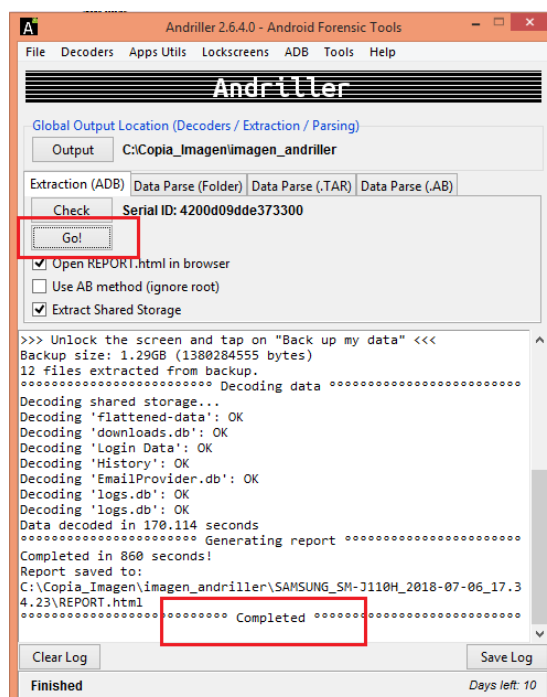 Andriller 2.6.4.0 - Android Forensic Tools
File Decoders Apps Utils Lockscreens ADB Tools Help
Andriller
Global Output Location (Decoders / Extraction / Parsing)
Output C:\Copia_Imagen\imagen_andriller
Extraction (ADB) Data Parse (Folder) Data Parse (.TAR) Data Parse (.AB)
Check Serial ID: 4200d09dde373300
Go!
Open REPORT.html in browser
Use AB method (ignore root)
Extract Shared Storage
>>> Unlock the screen and tap on "Back up my data" <<<
Backup size: 1.29GB (1380284555 bytes)
12 files extracted from backup.
°°°°°°°°°°°°°°°°°°°°°°°°° Decoding data °°°°°°°°°°°°°°°°°°°°°°°°°
Decoding shared storage...
Decoding 'flattened-data': OK
Decoding 'downloads.db': OK
Decoding 'Login Data': OK
Decoding 'History': OK
Decoding 'EmailProvider.db': OK
Decoding 'logs.db': OK
Decoding 'logs.db': OK
Data decoded in 170.114 seconds
°°°°°°°°°°°°°°°°°°°°°°° Generating report °°°°°°°°°°°°°°°°°°°°°°°
Completed in 860 seconds!
Report saved to:
C:\Copia_Imagen\imagen_andriller\SAMSUNG_SM-J110H_2018-07-06_17.3
4.23\REPORT.html
°°°°°°°°°°°°°°°°°°°°°°°°°°° Completed °°°°°°°°°°°°°°°°°°°°°°°°°°°
Clear Log Save Log
Finished Days left: 10